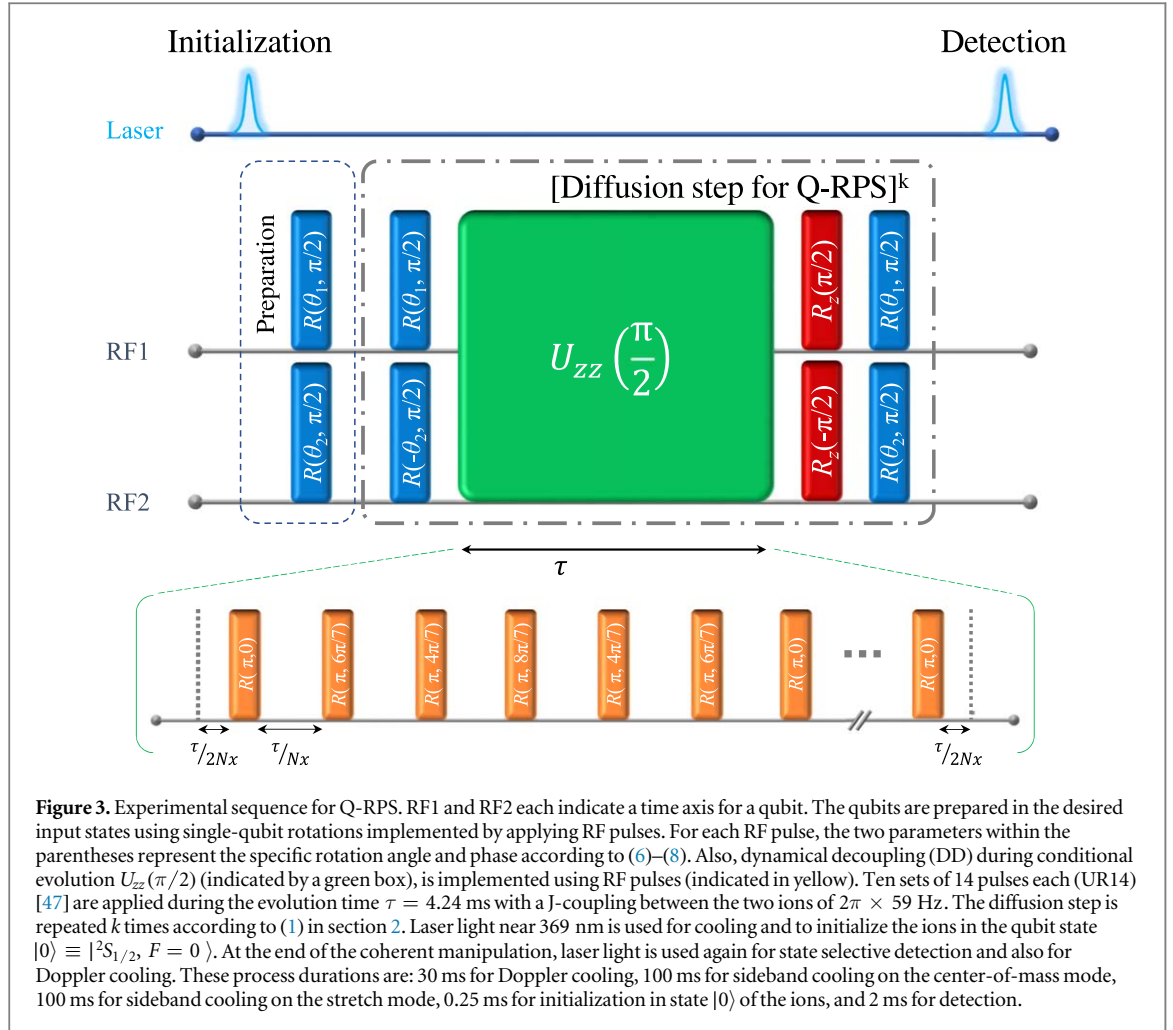 Initialization
Detection
Laser
[Diffusion step for Q-RPS]ᵏ
Preparation
R(θ₁, π/2)
R(θ₁, π/2)
R_z(π/2)
R(θ₁, π/2)
RF1
U_zz (π/2)
R(θ₂, π/2)
R(-θ₂, π/2)
R_z(-π/2)
R(θ₂, π/2)
RF2
τ
R( π,0)
R( π, 6π/7)
R( π, 4π/7)
R( π, 8π/7)
R( π, 4π/7)
R( π, 6π/7)
R( π,0)
...
R( π,0)
τ/2Nx
τ/Nx
τ/2Nx
Figure 3. Experimental sequence for Q-RPS. RF1 and RF2 each indicate a time axis for a qubit. The qubits are prepared in the desired
input states using single-qubit rotations implemented by applying RF pulses. For each RF pulse, the two parameters within the
parentheses represent the specific rotation angle and phase according to (6)–(8). Also, dynamical decoupling (DD) during conditional
evolution U_zz(π/2) (indicated by a green box), is implemented using RF pulses (indicated in yellow). Ten sets of 14 pulses each (UR14)
[47] are applied during the evolution time τ = 4.24 ms with a J-coupling between the two ions of 2π × 59 Hz. The diffusion step is
repeated k times according to (1) in section 2. Laser light near 369 nm is used for cooling and to initialize the ions in the qubit state
|0⟩ ≡ |²S₁/₂, F = 0 ⟩. At the end of the coherent manipulation, laser light is used again for state selective detection and also for
Doppler cooling. These process durations are: 30 ms for Doppler cooling, 100 ms for sideband cooling on the center-of-mass mode,
100 ms for sideband cooling on the stretch mode, 0.25 ms for initialization in state |0⟩ of the ions, and 2 ms for detection.